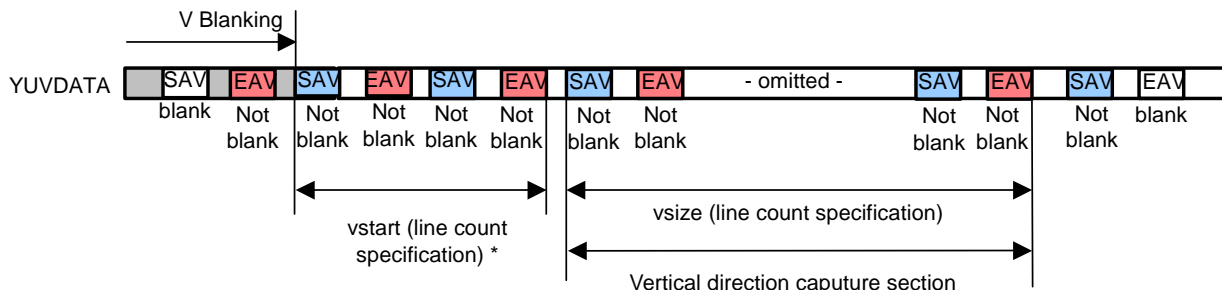 V Blanking
YUVDATA
SAV EAV SAV EAV SAV EAV SAV EAV - omitted - SAV EAV SAV EAV
blank Not blank Not blank Not blank Not blank Not blank Not blank Not blank Not blank Not blank Not blank blank
vstart (line count
specification) *
vsize (line count specification)
Vertical direction caputure section